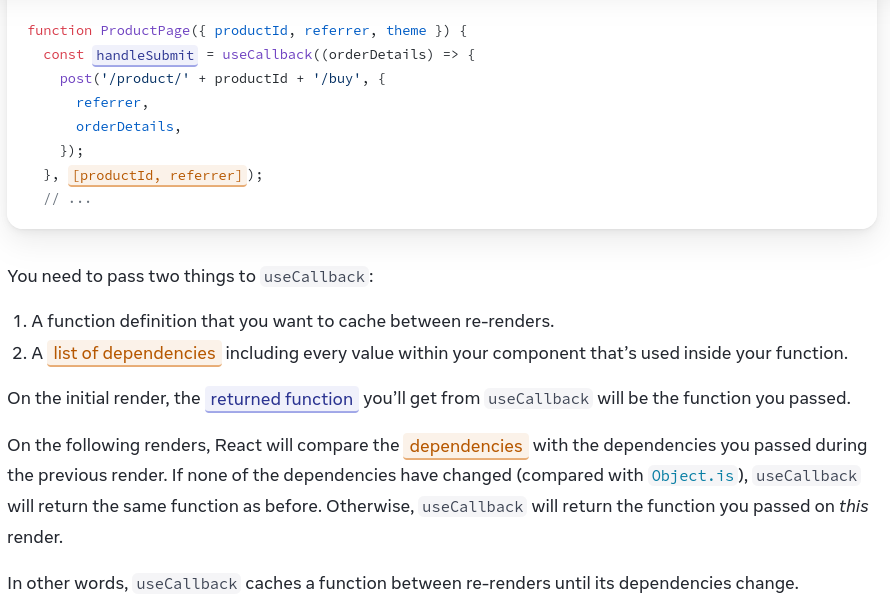 function ProductPage({ productId, referrer, theme }) {
  const handleSubmit = useCallback((orderDetails) => {
    post('/product/' + productId + '/buy', {
      referrer,
      orderDetails,
    });
  }, [productId, referrer]);
  // ...
You need to pass two things to useCallback:
1. A function definition that you want to cache between re-renders.
2. A list of dependencies including every value within your component that’s used inside your function.
On the initial render, the returned function you’ll get from useCallback will be the function you passed.
On the following renders, React will compare the dependencies with the dependencies you passed during
the previous render. If none of the dependencies have changed (compared with Object.is), useCallback
will return the same function as before. Otherwise, useCallback will return the function you passed on this
render.
In other words, useCallback caches a function between re-renders until its dependencies change.